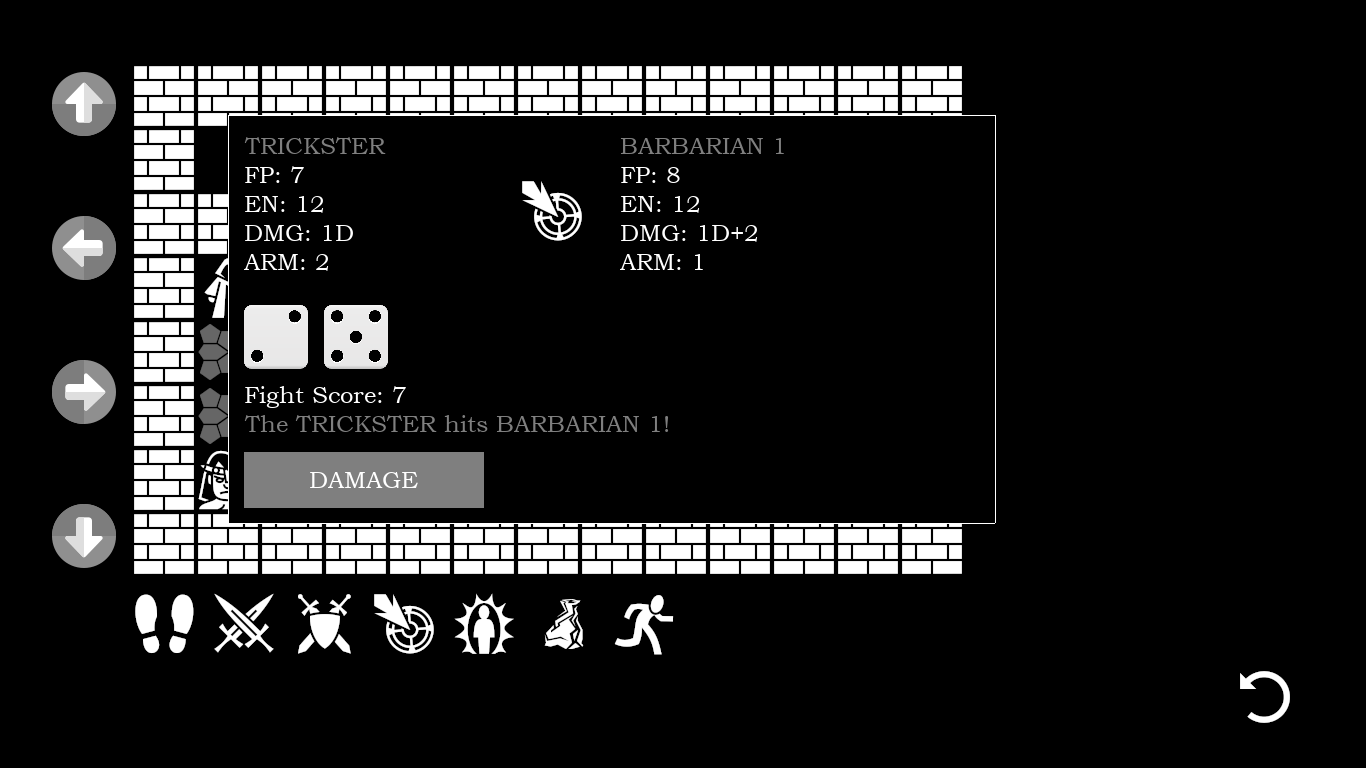 TRICKSTER
FP: 7
EN: 12
DMG: 1D
ARM: 2
BARBARIAN 1
FP: 8
EN: 12
DMG: 1D+2
ARM: 1
Fight Score: 7
The TRICKSTER hits BARBARIAN 1!
DAMAGE